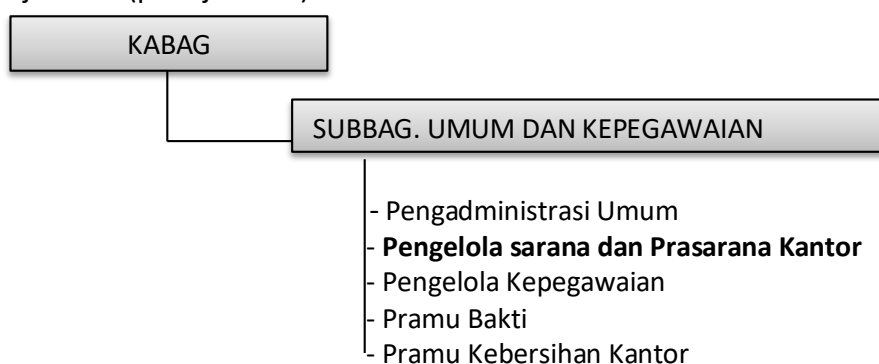 KABAG
SUBBAG. UMUM DAN KEPEGAWAIAN
- Pengadministrasi Umum
- Pengelola sarana dan Prasarana Kantor
- Pengelola Kepegawaian
- Pramu Bakti
- Pramu Kebersihan Kantor